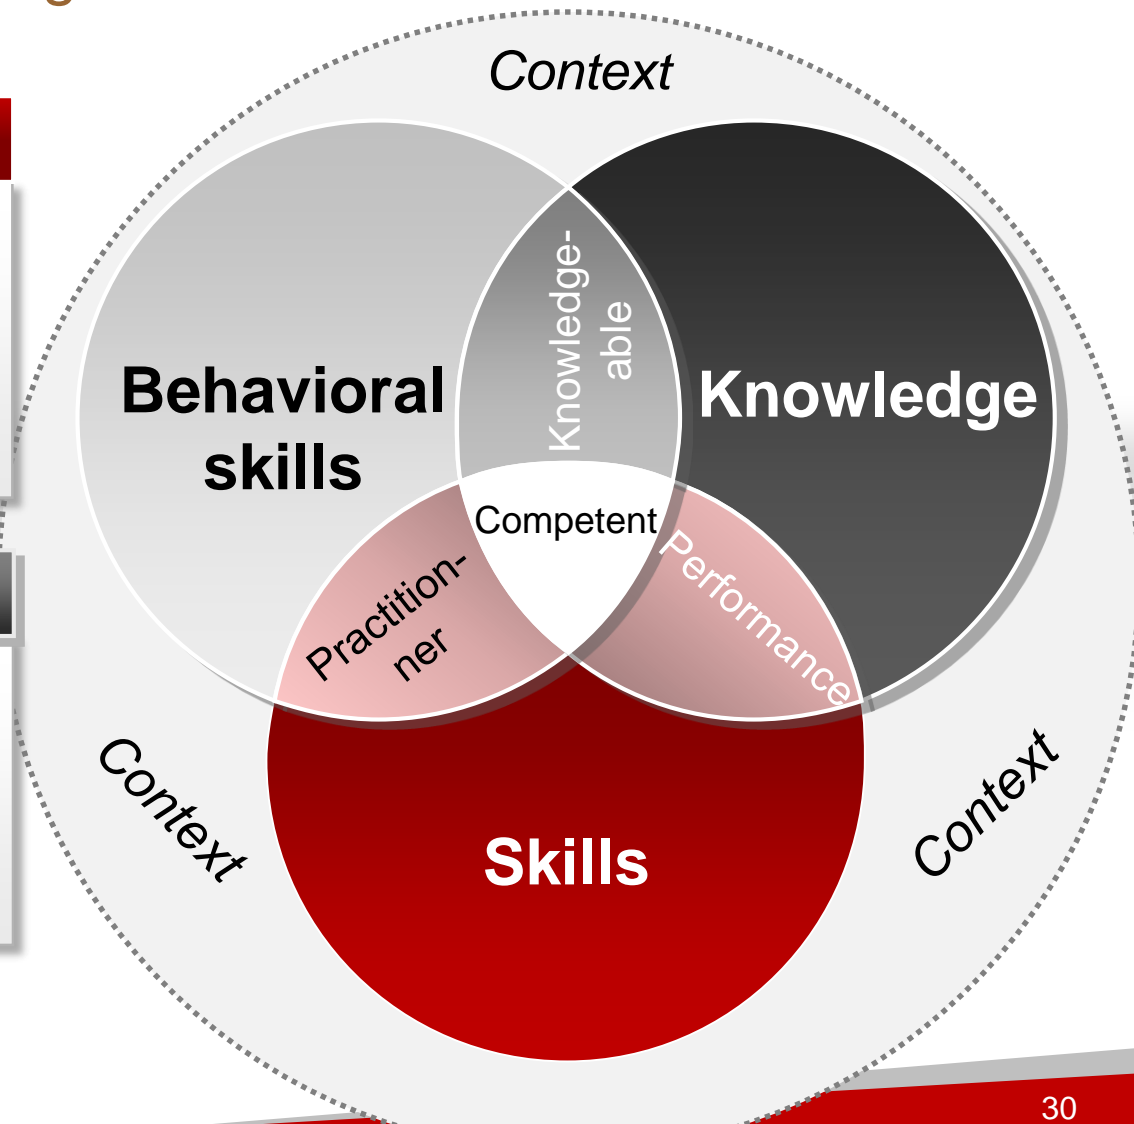 g
Context
Knowledge-
able
Behavioral
skills
Knowledge
Competent
Practition-
ner
Performance
Context
Context
Skills
30